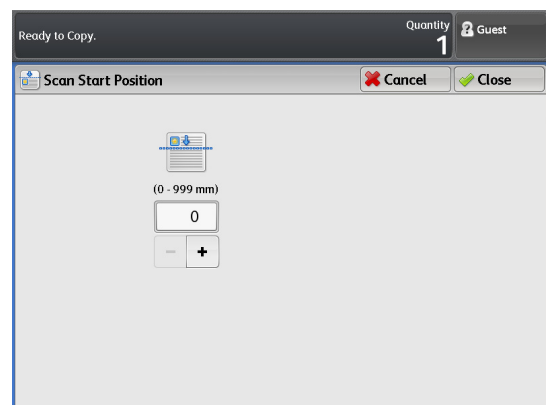 Ready to Copy.
Quantity
1
Guest
Scan Start Position
Cancel
Close
(0 - 999 mm)
0
− +